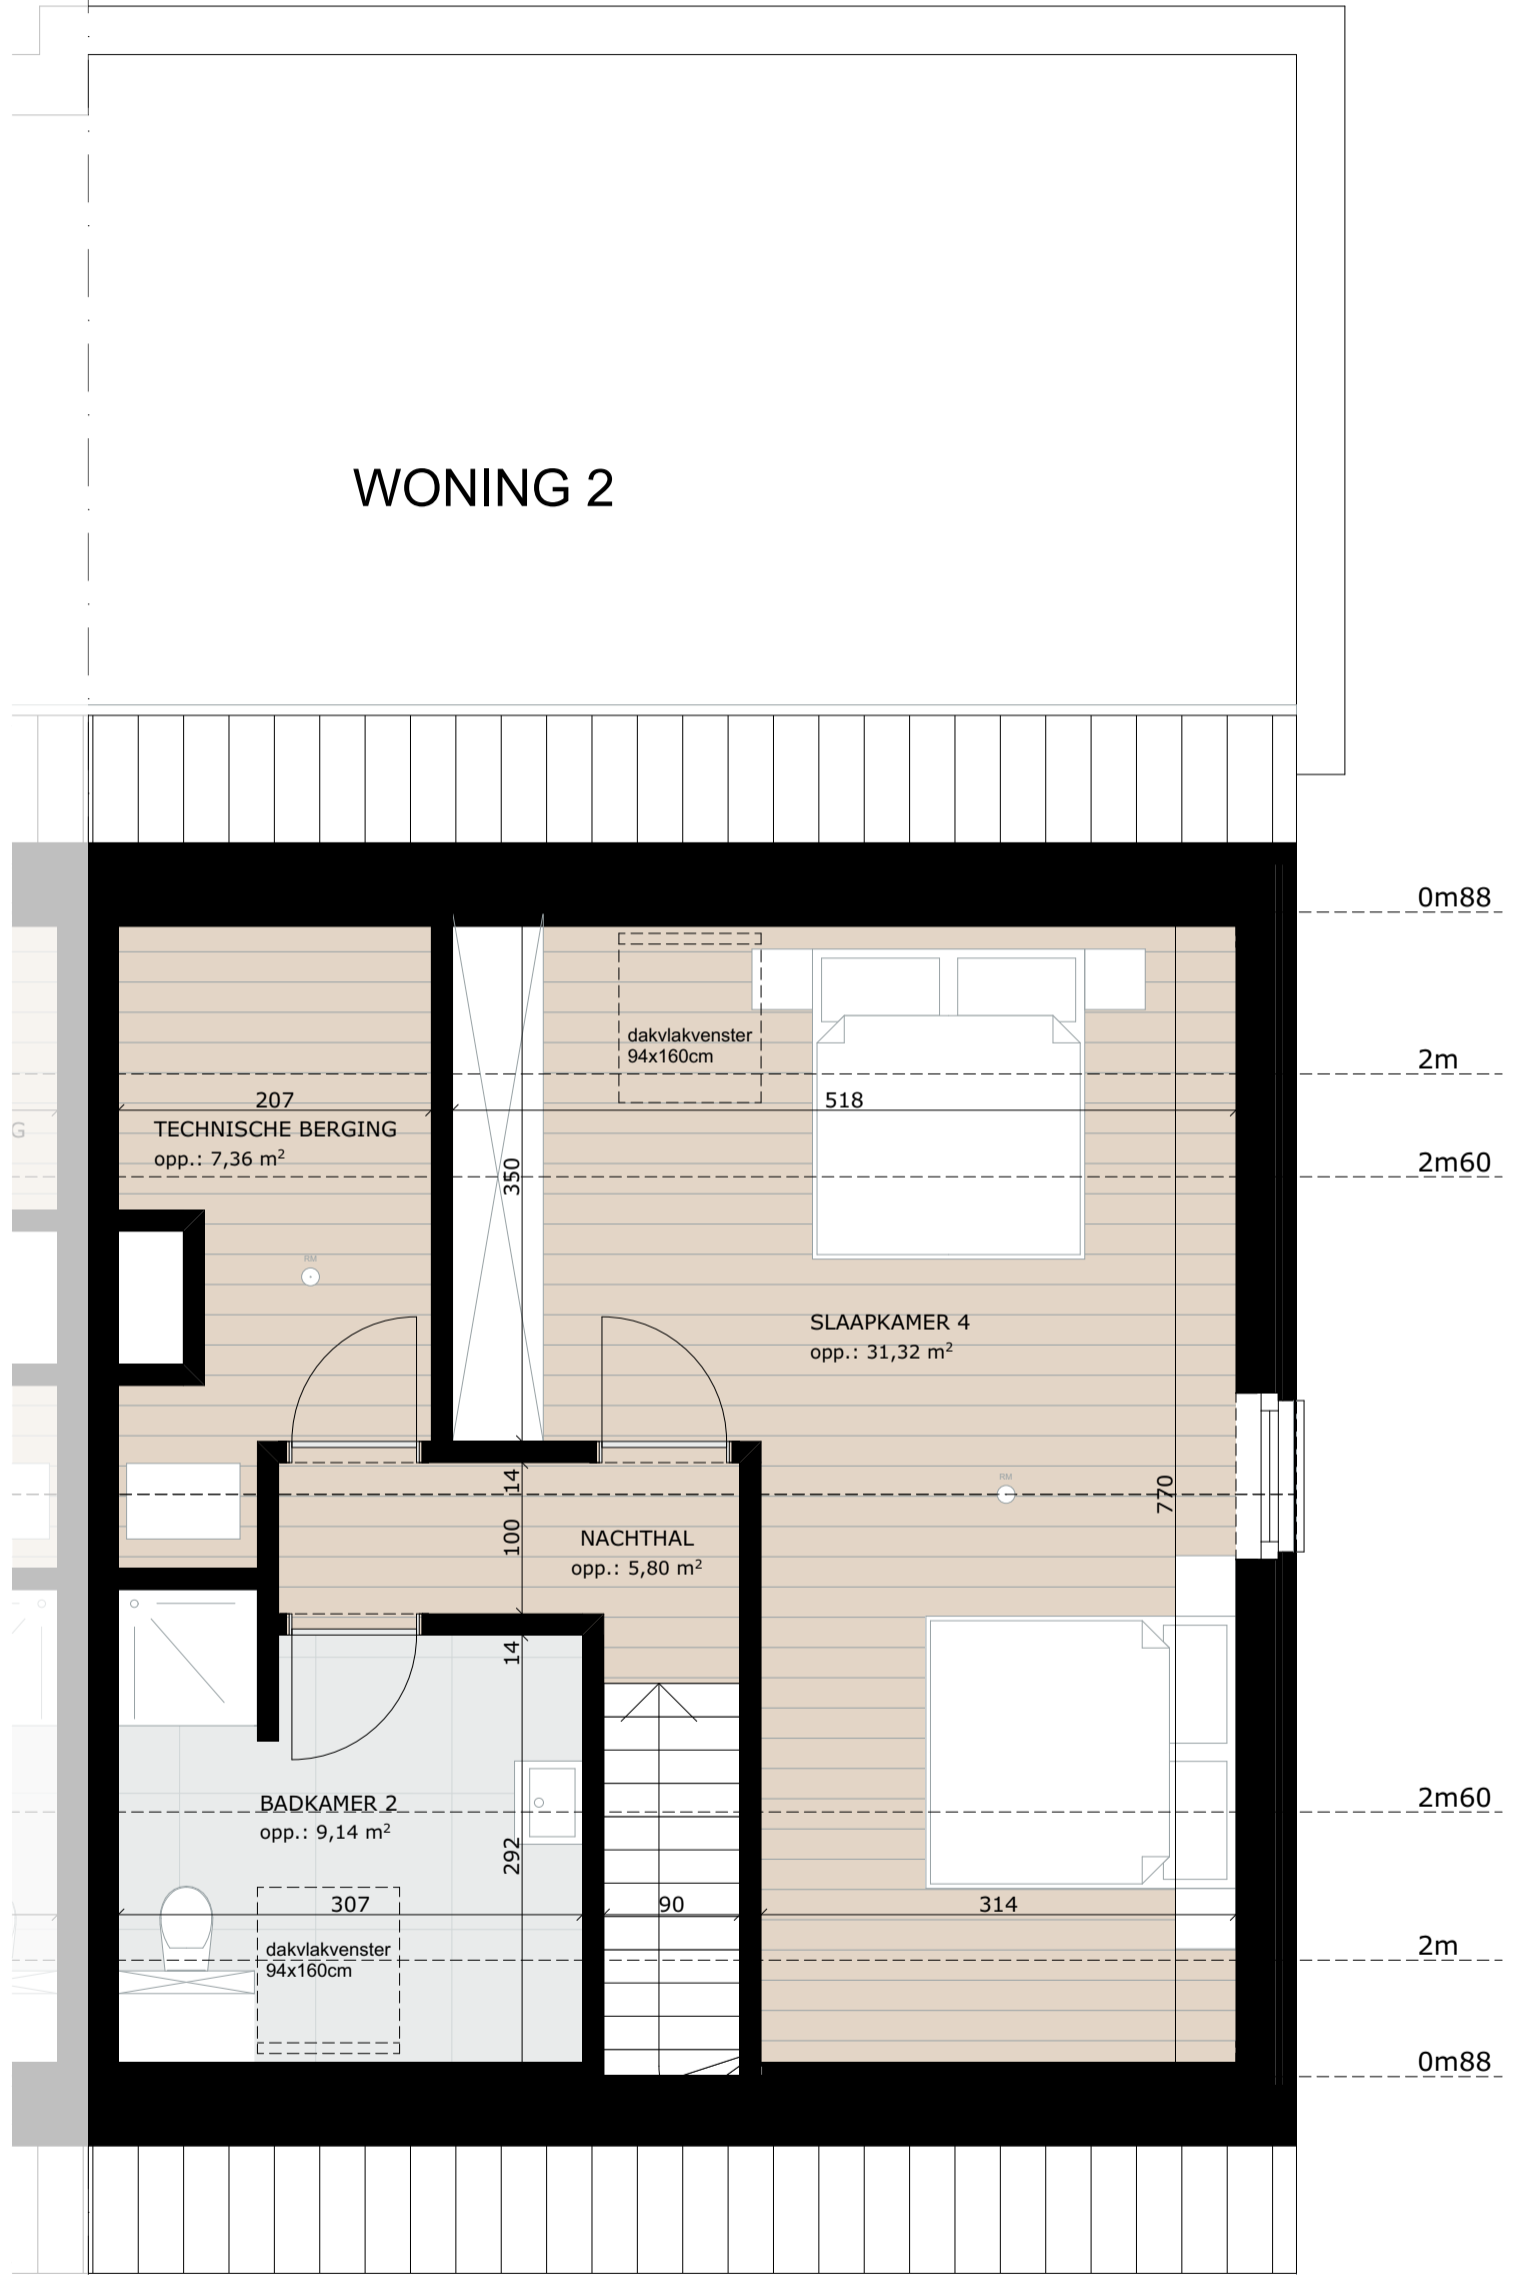 WONING 2
0m88
dakvlakvenster
94x160cm
2m
207
518
TECHNISCHE BERGING
opp.: 7,36 m²
G
350
2m60
RM
SLAAPKAMER 4
opp.: 31,32 m²
RM
14
770
100
NACHTHAL
opp.: 5,80 m²
14
BADKAMER 2
opp.: 9,14 m²
2m60
292
307
90
314
dakvlakvenster
94x160cm
2m
0m88